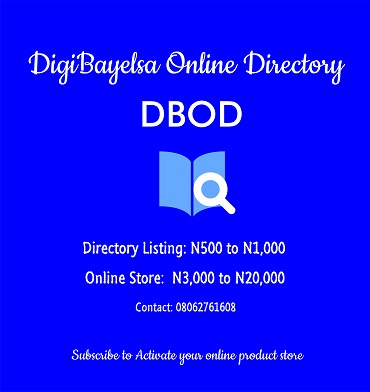 DigiBayelsa Online Directory
DBOD
Directory Listing: N500 to N1,000
Online Store: N3,000 to N20,000
Contact: 08062761608
Subscribe to Activate your online product store